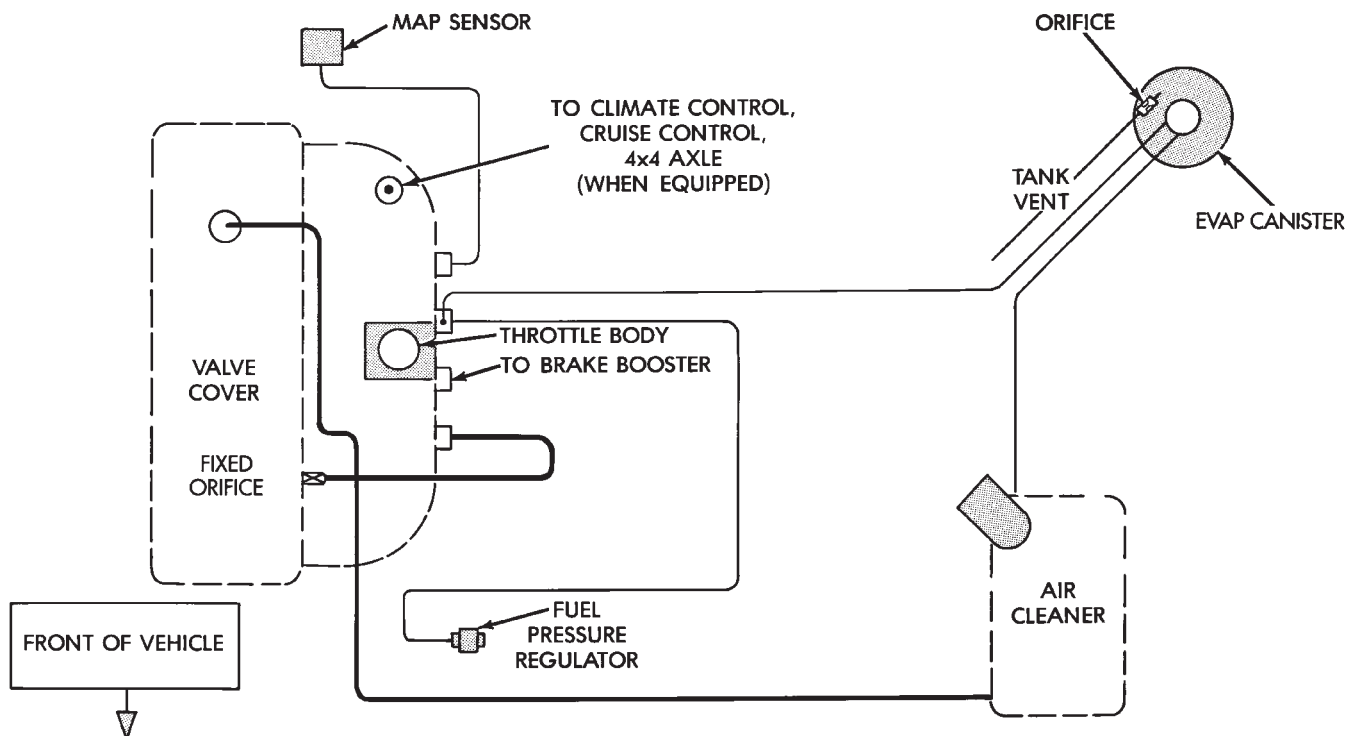 MAP SENSOR
ORIFICE
TO CLIMATE CONTROL,
CRUISE CONTROL,
4x4 AXLE
(WHEN EQUIPPED)
TANK
VENT
EVAP CANISTER
THROTTLE BODY
TO BRAKE BOOSTER
VALVE
COVER
FIXED
ORIFICE
AIR
CLEANER
FUEL
PRESSURE
REGULATOR
FRONT OF VEHICLE